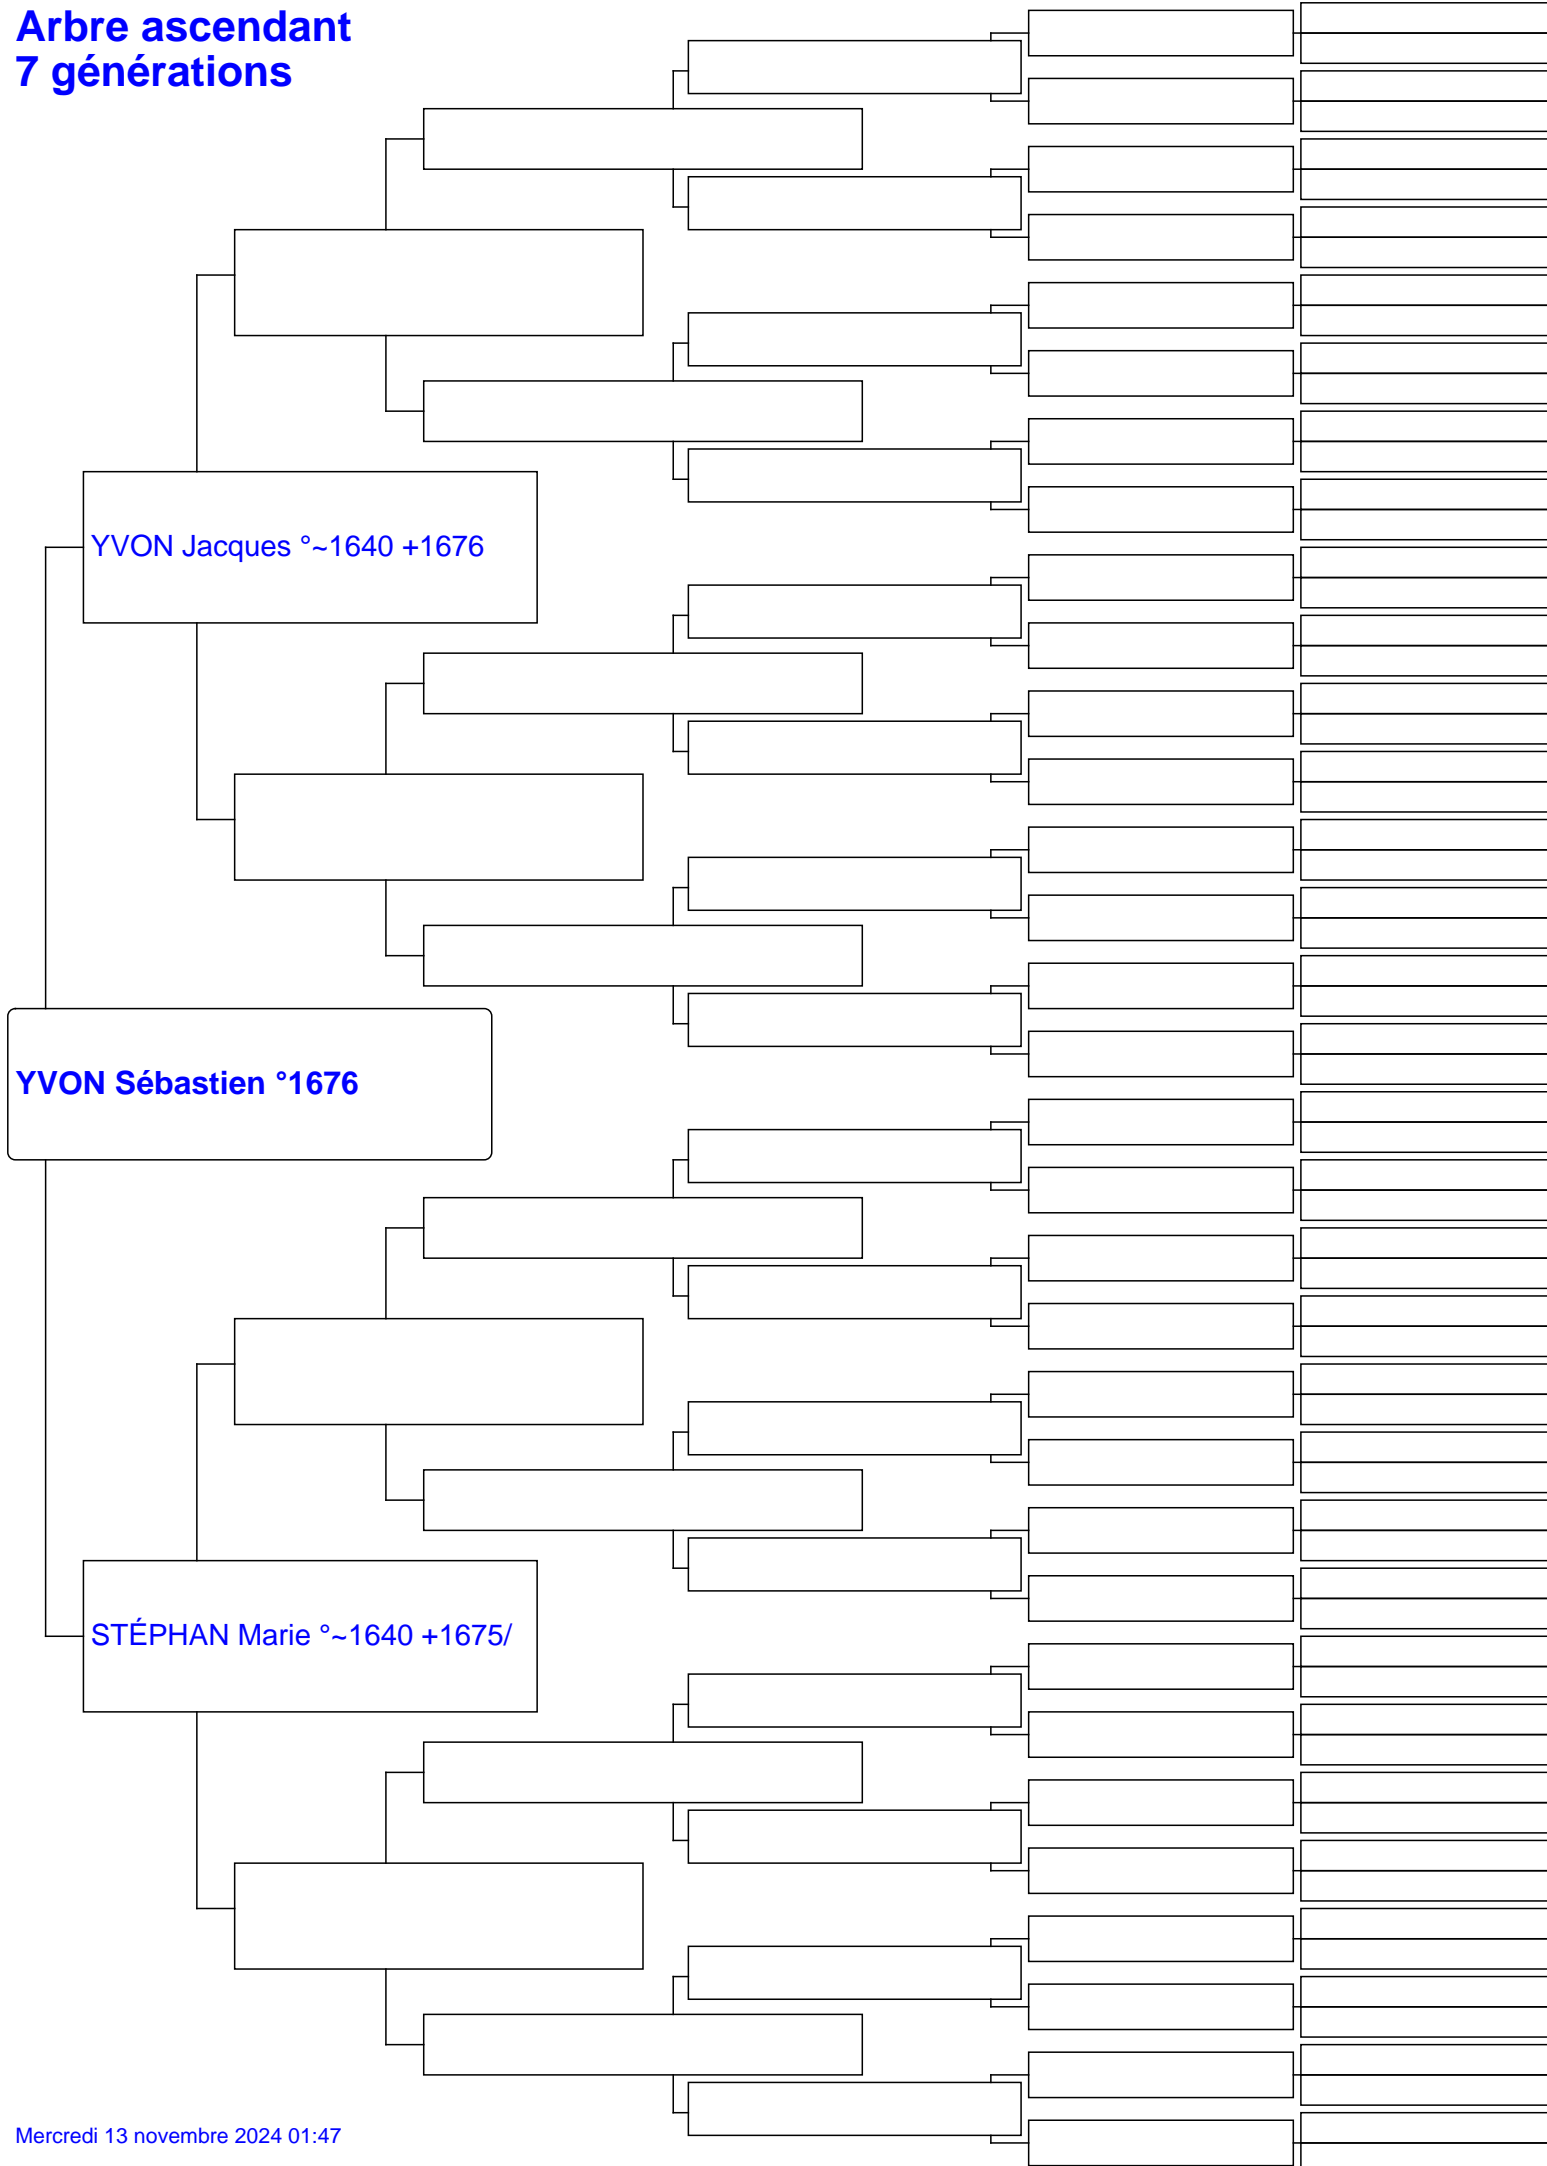 Arbre ascendant
7 générations
YVON Jacques °~1640 +1676
YVON Sébastien °1676
STÉPHAN Marie °~1640 +1675/
Mercredi 13 novembre 2024 01:47